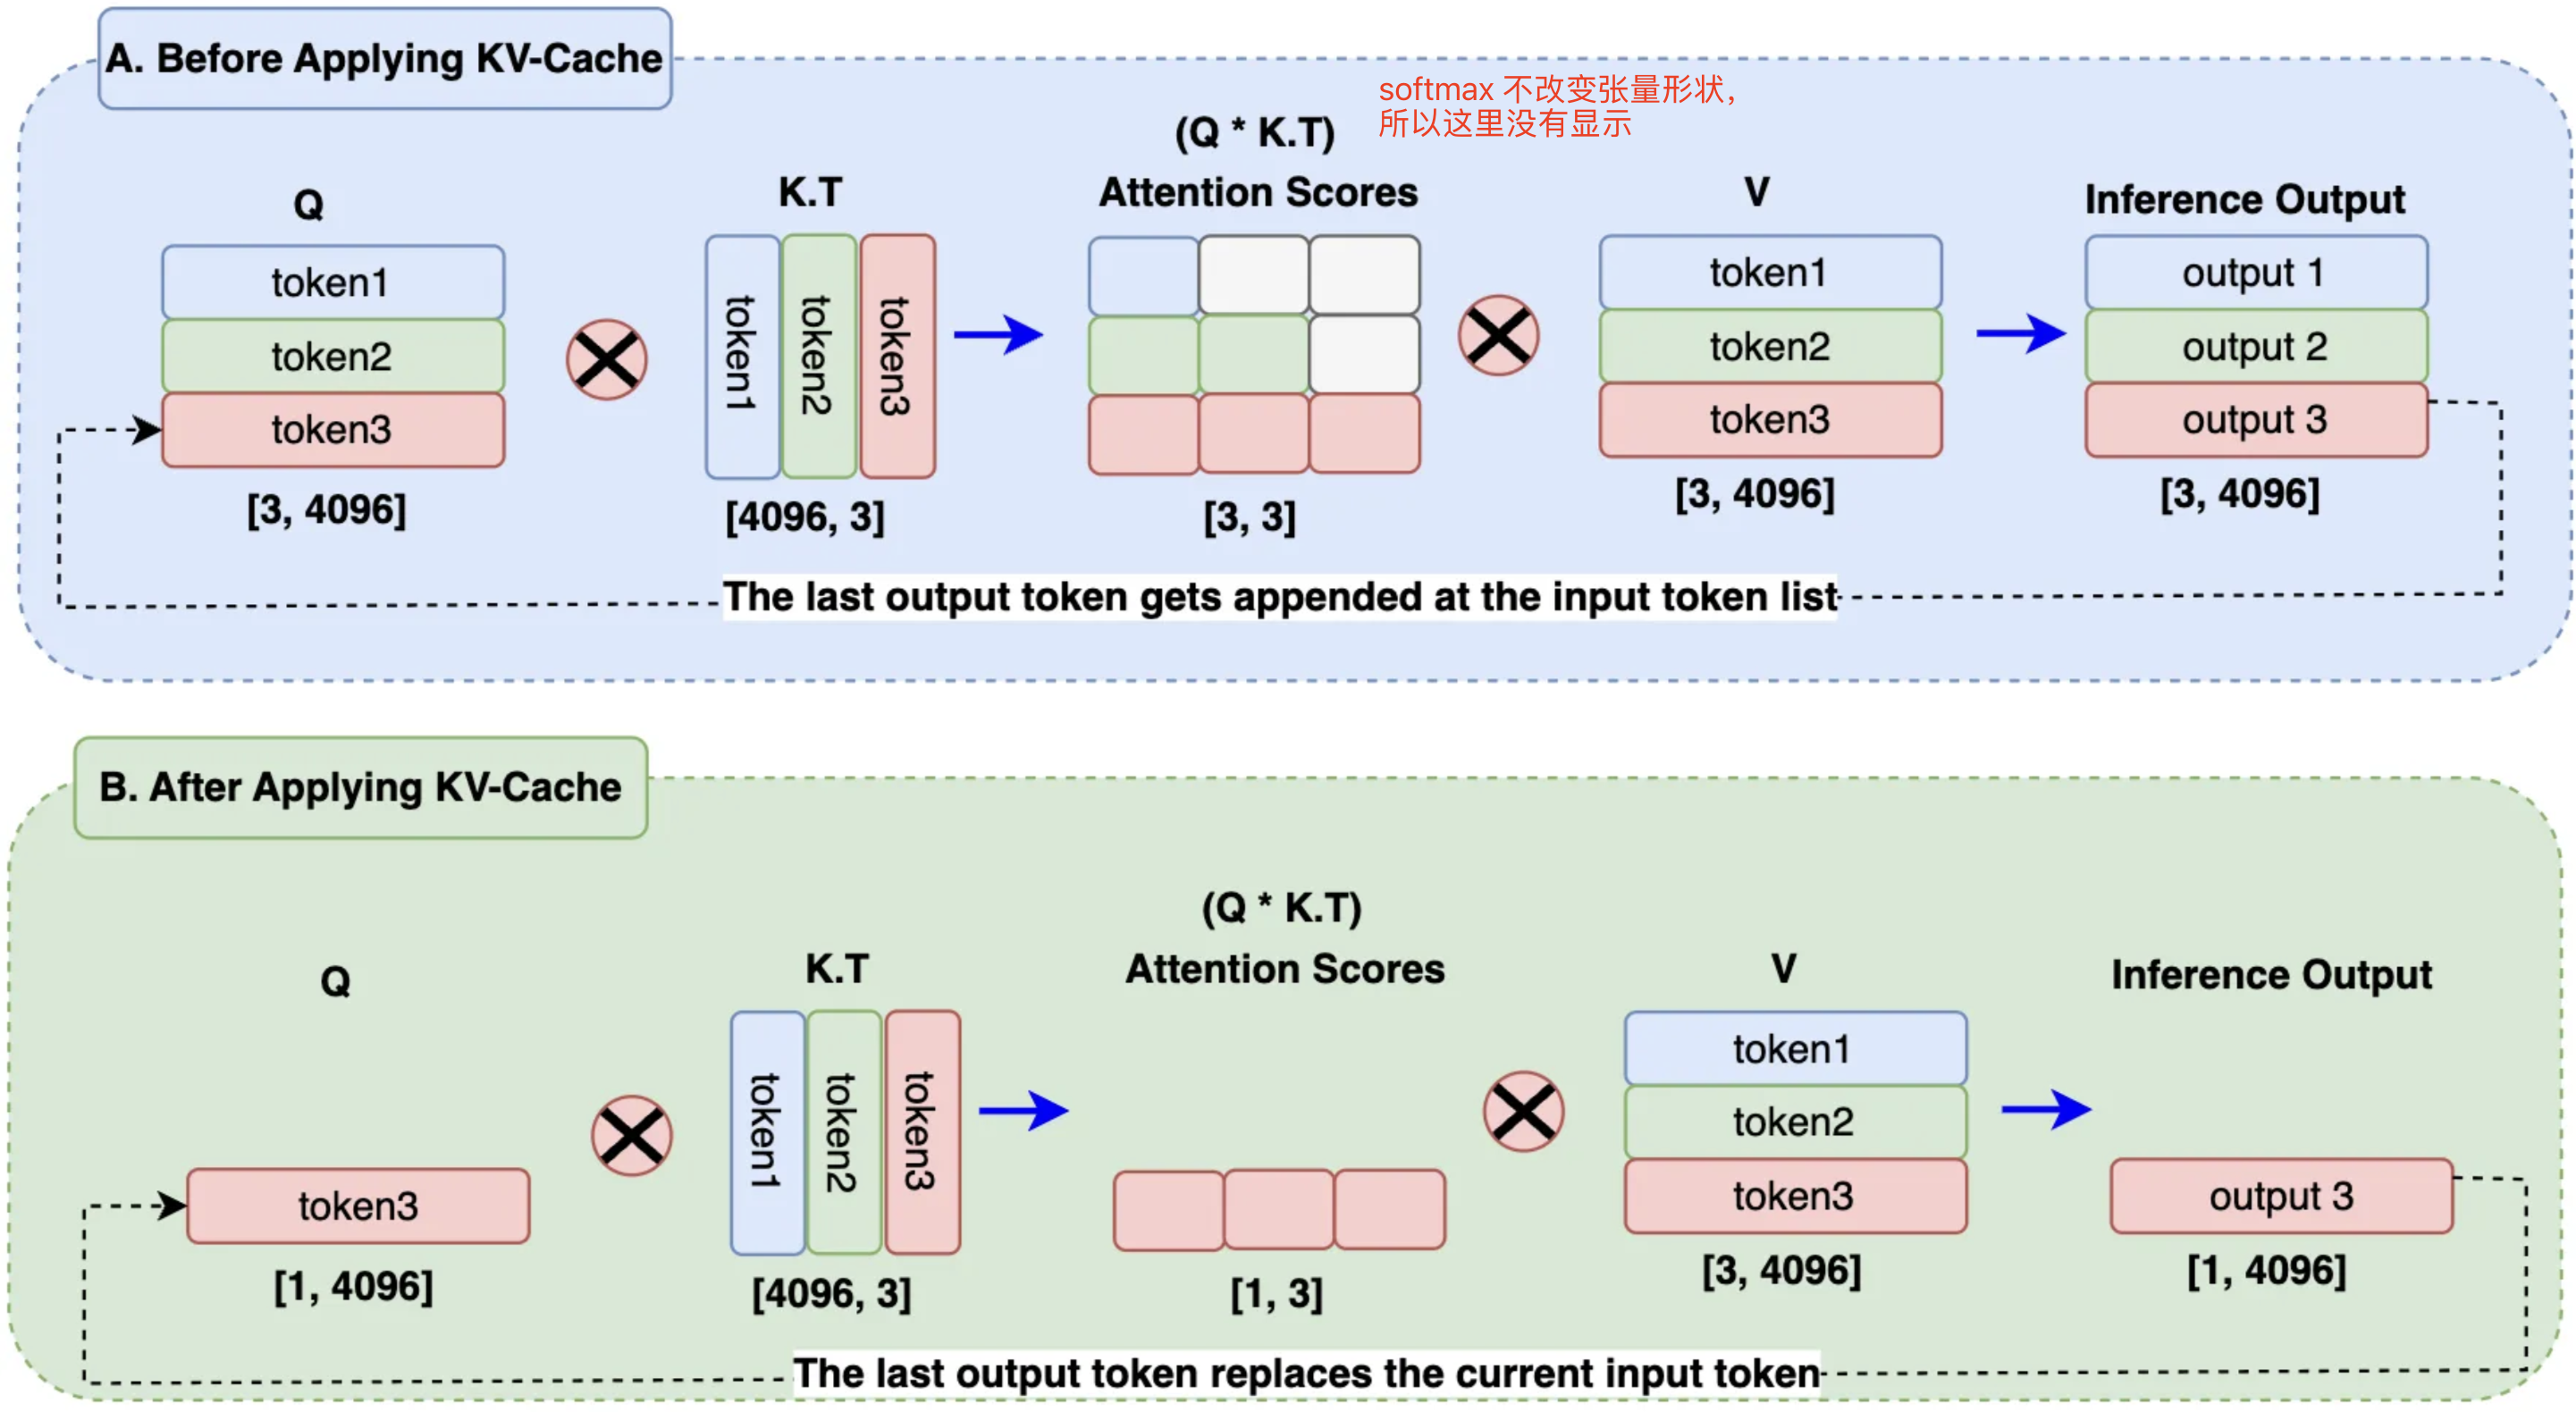 A. Before Applying KV-Cache
softmax 不改变张量形状,
所以这里没有显示
(Q * K.T)
Q
K.T
Attention Scores
V
Inference Output
token1
token2
token3
token1
token2
token3
token1
token2
token3
output 1
output 2
output 3
[3, 4096]
[4096, 3]
[3, 3]
[3, 4096]
[3, 4096]
The last output token gets appended at the input token list
B. After Applying KV-Cache
(Q * K.T)
Q
K.T
Attention Scores
V
Inference Output
token3
token1
token2
token3
token1
token2
token3
output 3
[1, 4096]
[4096, 3]
[1, 3]
[3, 4096]
[1, 4096]
The last output token replaces the current input token